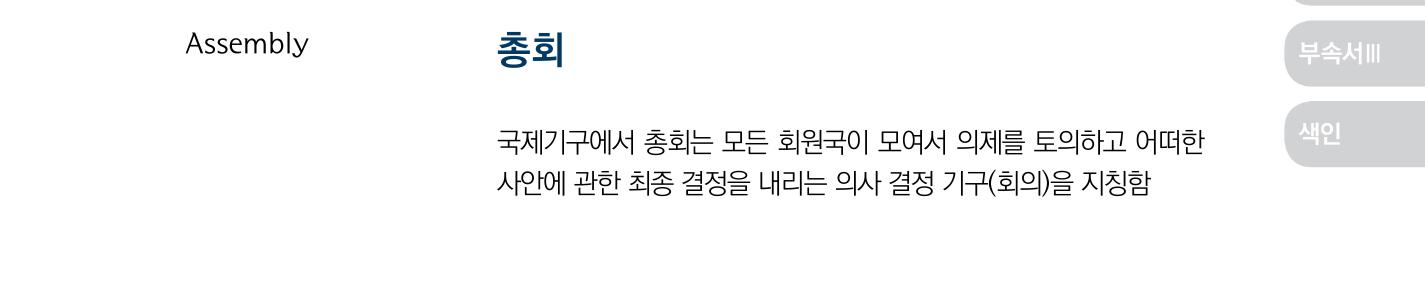 Assembly
총회
국제기구에서 총회는 모든 회원국이 모여서 의제를 토의하고 어떠한
사안에 관한 최종 결정을 내리는 의사 결정 기구(회의)을 지칭함
부속서Ⅲ
색인